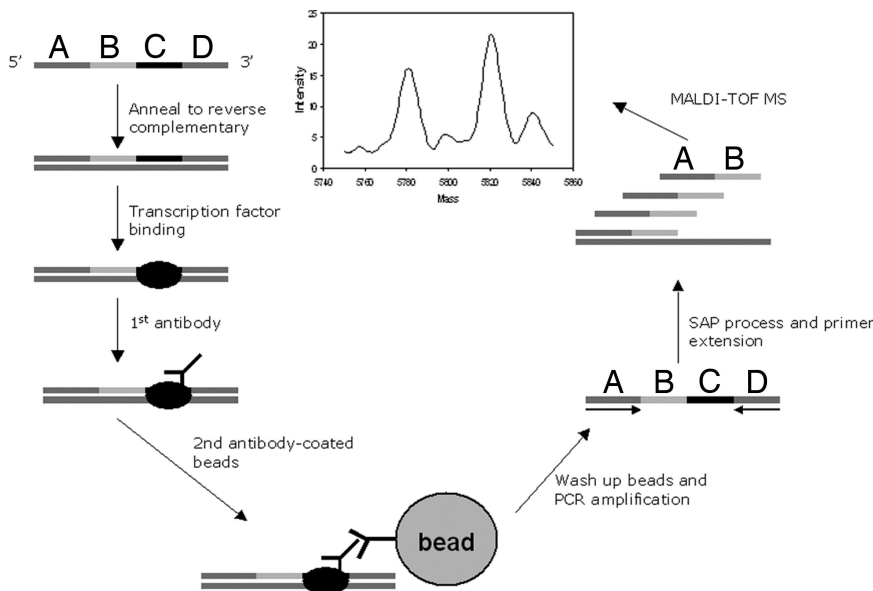 A B C D
5' 3'
Anneal to reverse
complementary
Transcription factor
binding
1st antibody
2nd antibody-coated
beads
bead
Wash up beads and
PCR amplification
A B C D
SAP process and primer
extension
A B
MALDI-TOF MS
25
20
15
10
5
0
Intensity
5740 5760 5780 5800 5820 5840 5860
Mass